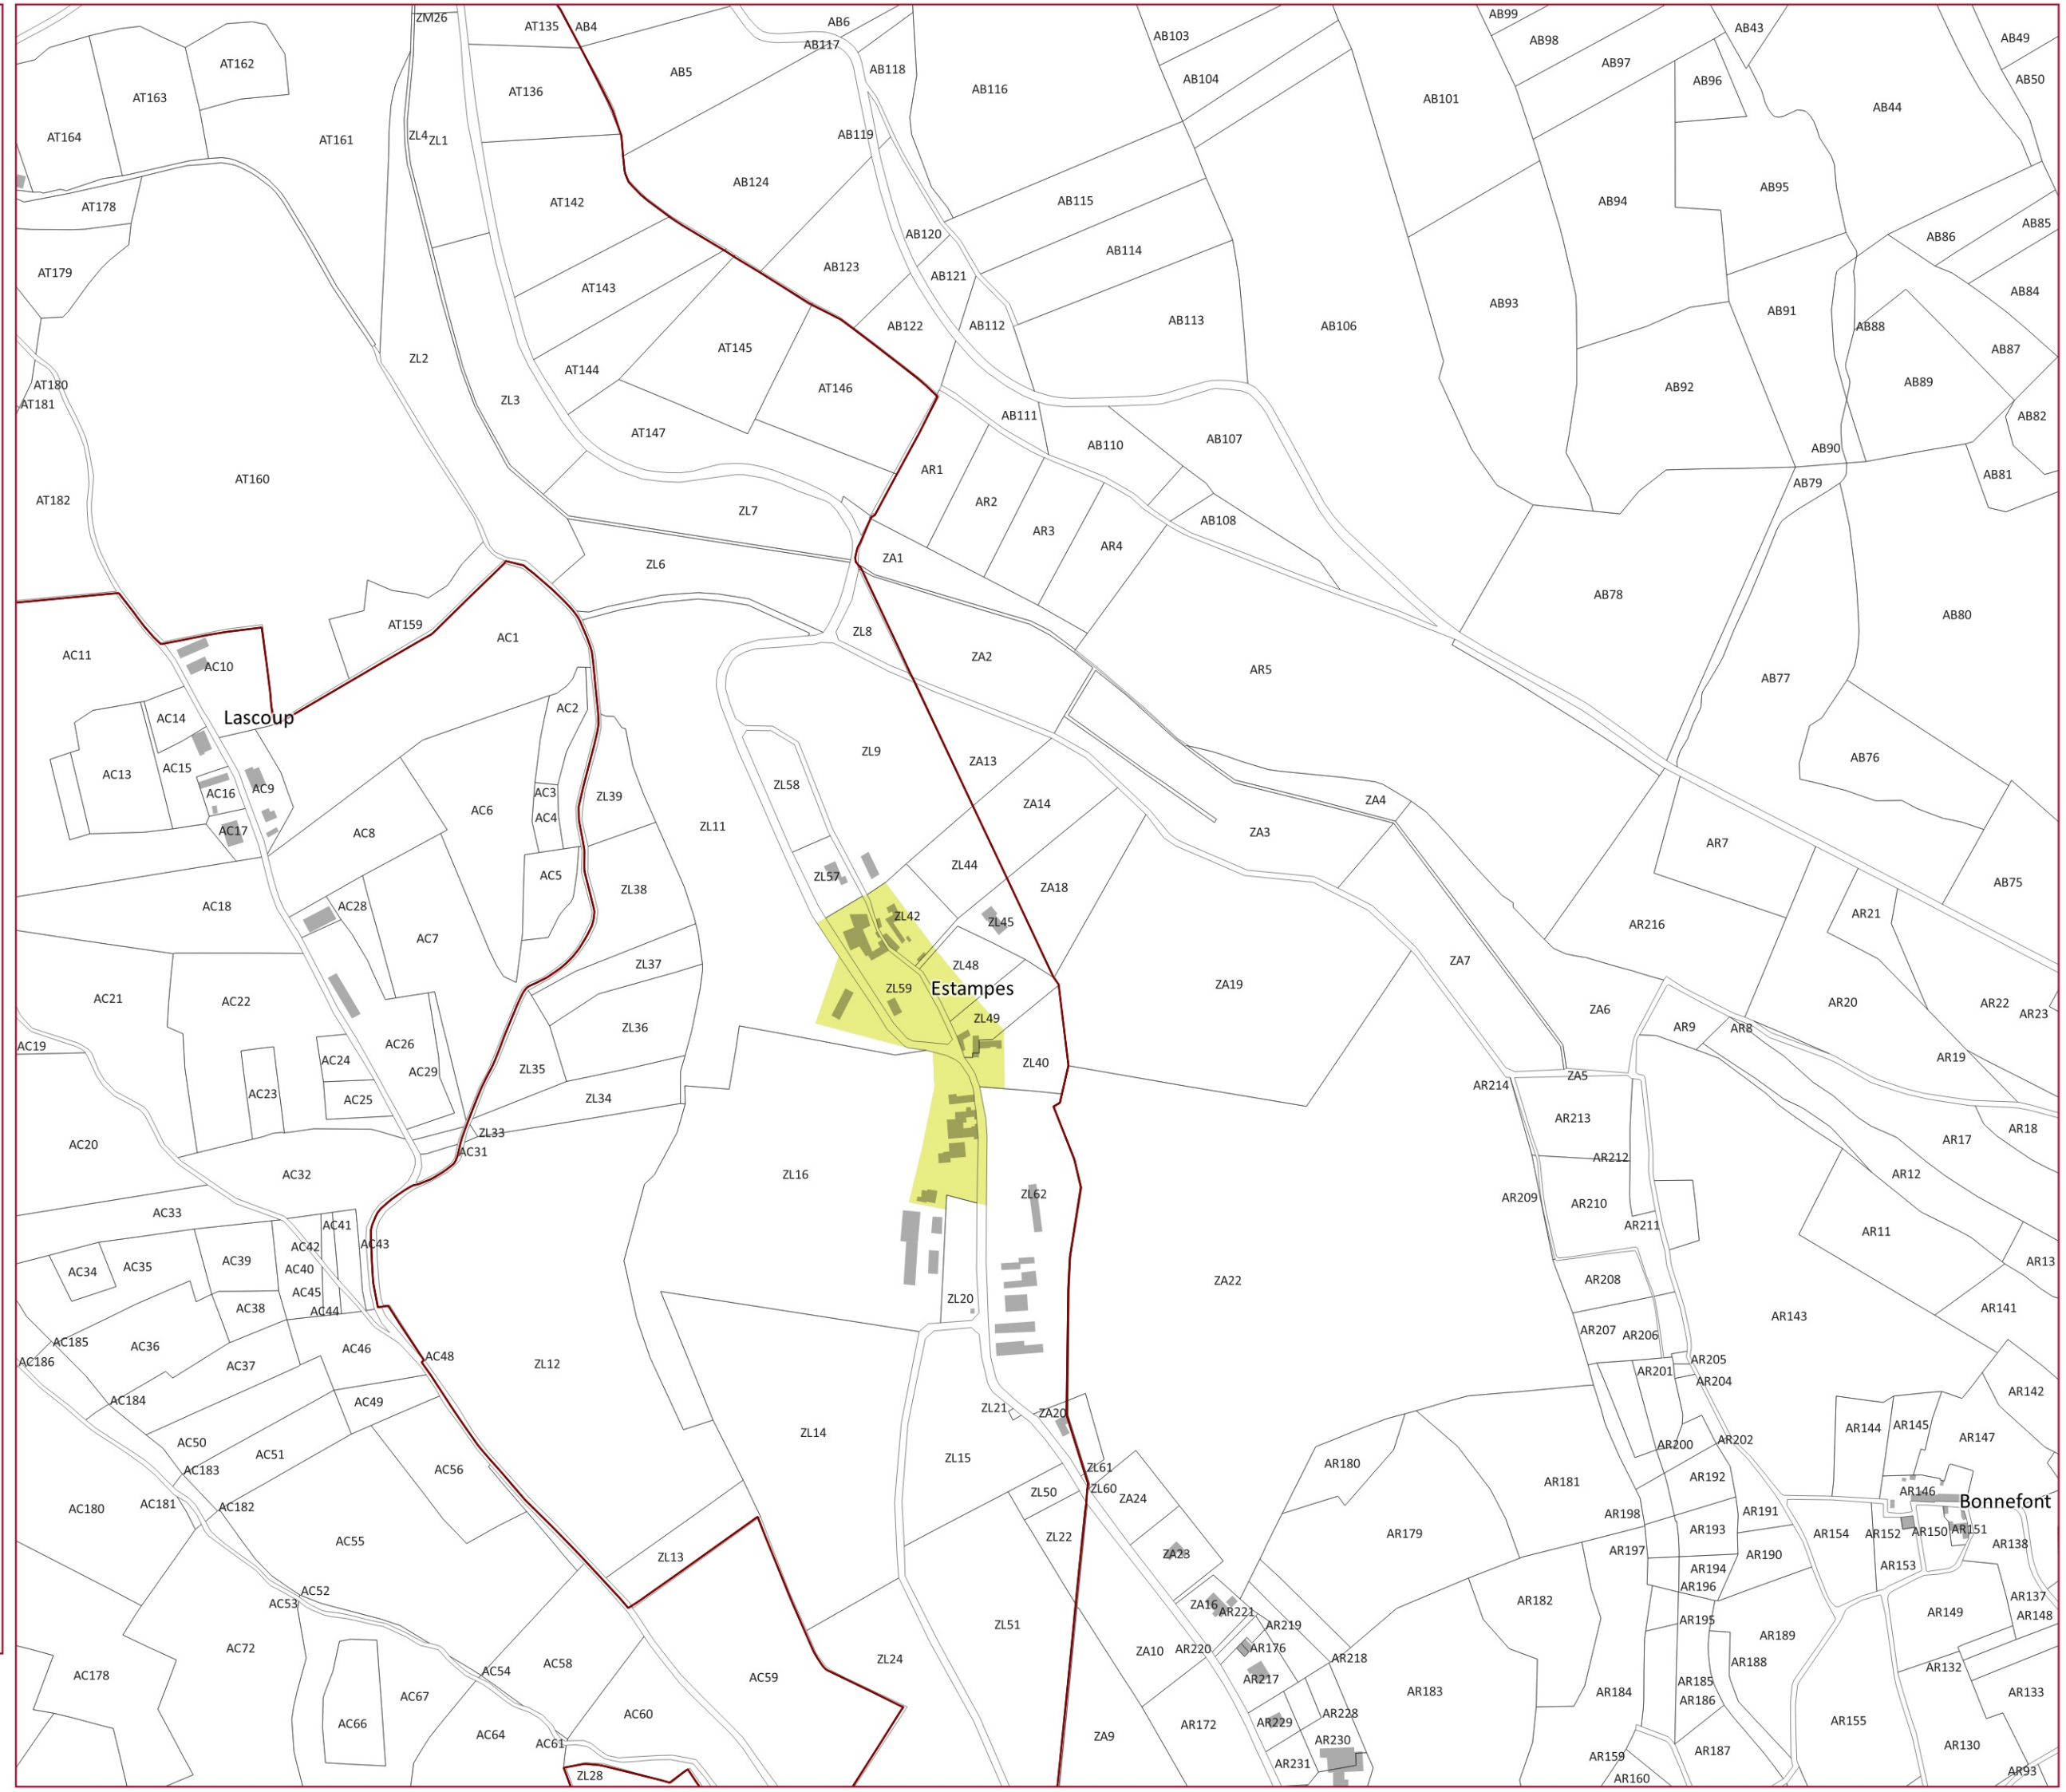 ZM26
AT135
AB4
AB6
AB117
AB103
AB99
AB98
AB43
AB49
AT162
AT163
AT136
AB5
AB118
AB116
AB104
AB101
AB97
AB96
AB50
AB44
AT164
AT161
ZL4
ZL1
AB119
AT178
AT142
AB124
AB115
AB94
AB95
AB85
AB86
AT179
AB120
AB123
AB121
AB114
AT143
AB93
AB91
AB84
AB122
AB112
AB113
AB106
AB88
AB87
ZL2
AT145
AT144
AT180
AT181
ZL3
AT146
AB92
AB89
AB82
AT147
AB111
AB110
AB107
AB90
AT160
AR1
AB81
AB79
AT182
ZL7
AR2
AR3
AB108
AR4
ZL6
ZA1
AB78
AB80
AT159
AC1
ZL8
AC11
AC10
ZA2
AR5
AB77
Lascoup
AC14
AC2
ZL9
ZA13
AB76
AC13
AC15
AC16
AC9
AC3
ZL39
ZL58
ZA14
ZA4
AC17
AC8
AC6
AC4
ZL11
ZA3
AR7
AC5
ZL57
ZL44
ZA18
AB75
AC18
AC28
ZL38
ZL42
ZL45
AR21
AR216
AC7
ZL37
ZL48
ZA7
AC21
AC22
ZL59
Estampes
ZA19
AR20
AR22
AR23
ZL36
ZL49
ZA6
AR9
AR8
AC19
AC26
AC24
AC29
ZL35
ZL40
AR19
ZA5
AR214
AC23
AC25
ZL34
AR213
AR18
AC20
ZL33
AC31
AR17
AR212
AC32
ZL16
ZL62
AR12
AR209
AR210
AC33
AC41
AR211
AR11
AC42
AC43
AC39
AC40
AC34
AC35
ZA22
AR13
AR208
AC45
AC38
AC44
ZL20
AR141
AR143
AR207
AR206
AC185
AC36
AC46
AC48
AC186
AC37
ZL12
AR205
AR201
AR204
AR142
AC184
AC49
ZL21
ZA20
ZL14
AR144
AR145
AR147
AC50
AC51
AR200
AR202
ZL15
AC183
AC56
AR180
ZL61
AR181
AR192
ZL50
ZL60
ZA24
AR146
Bonnefont
AC180
AC181
AC182
AR198
AR191
AR179
AR193
AR154
AR152
AR150
AR151
AC55
ZL22
AR138
ZL13
ZA23
AR197
AR190
AR153
AR194
AC52
AC53
AR196
AR137
ZA16
AR221
AR182
AR149
AR148
AR195
ZL51
AR219
AC72
ZA10
AR220
AR176
AR189
AR218
ZL24
AC54
AC58
AR188
AR132
AC178
AC59
AR217
AR185
AC67
AR183
AR184
AR186
AR133
AC60
AR228
AC66
AR172
AR229
AR155
AC64
ZA9
AC61
AR230
AR130
AR187
AR159
AR231
ZL28
AR160
AR93